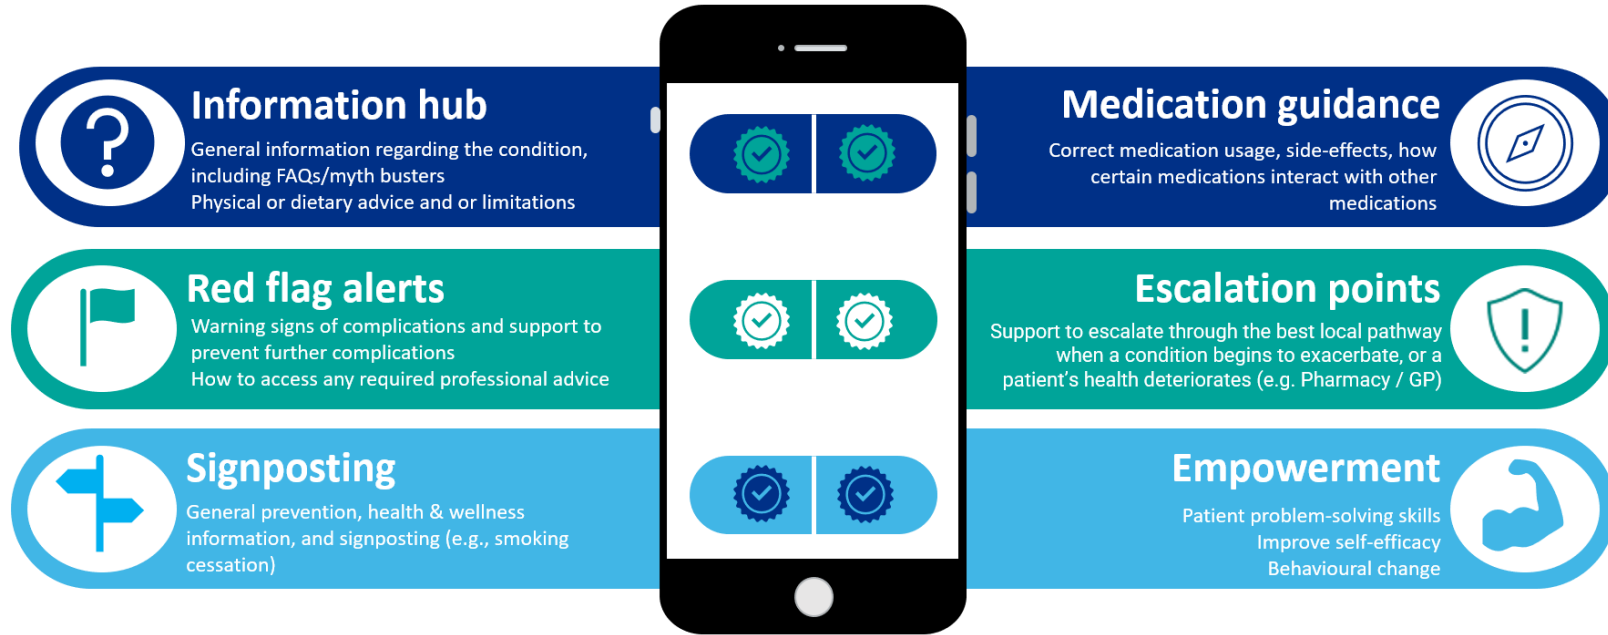 Information hub
General information regarding the condition,
including FAQs/myth busters
Physical or dietary advice and or limitations
Medication guidance
Correct medication usage, side-effects, how
certain medications interact with other
medications
Red flag alerts
Warning signs of complications and support to
prevent further complications
How to access any required professional advice
Escalation points
Support to escalate through the best local pathway
when a condition begins to exacerbate, or a
patient's health deteriorates (e.g. Pharmacy / GP)
Signposting
General prevention, health & wellness
information, and signposting (e.g., smoking
cessation)
Empowerment
Patient problem-solving skills
Improve self-efficacy
Behavioural change